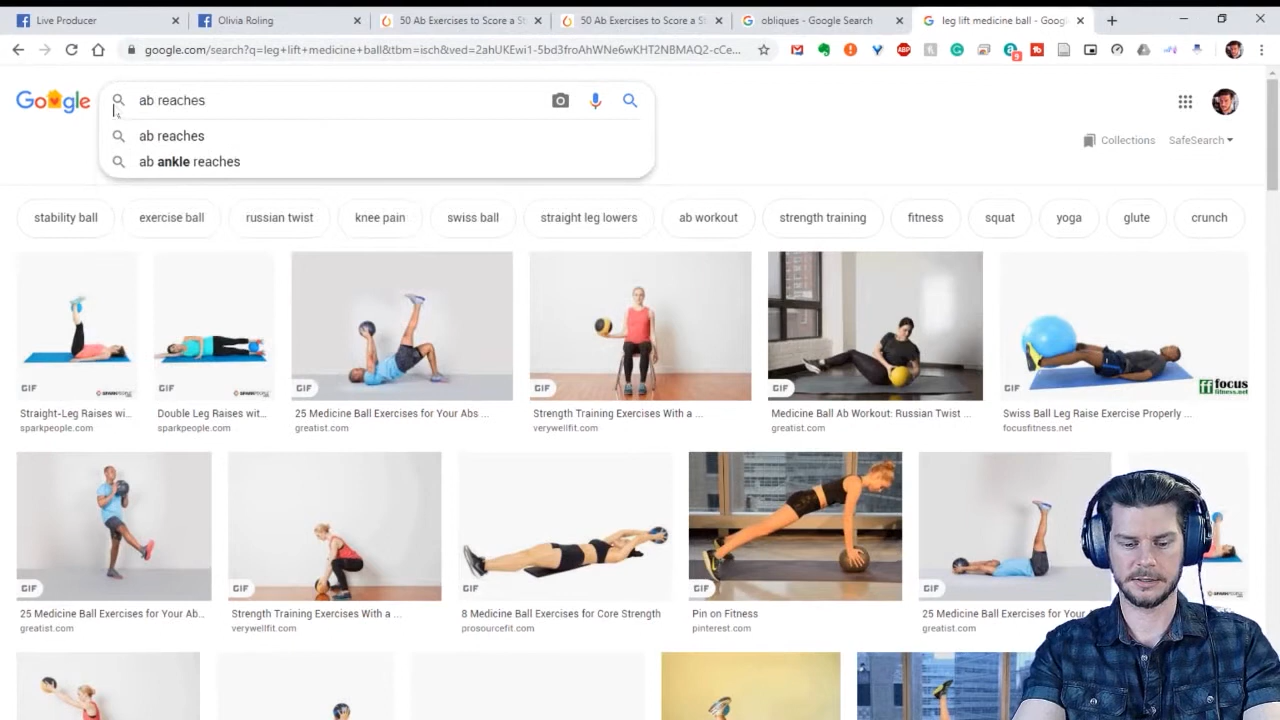 Live Producer
Olivia Roling
50 Ab Exercises to Score a St
50 Ab Exercises to Score a St
obliques - Google Search
leg lift medicine ball - Goog
google.com/search?q=leg+lift+medicine+ball&tbm=isch&ved=2ahUKEwi1-5bd3froAhWNe6wKHT2NBMAQ2-cCe...
ABP
9
Google
ab reaches
ab reaches
ab ankle reaches
Collections
SafeSearch
stability ball
exercise ball
russian twist
knee pain
swiss ball
straight leg lowers
ab workout
strength training
fitness
squat
yoga
glute
crunch
GIF
GIF
GIF
GIF
GIF
GIF
focus
fitness.net
Straight-Leg Raises wi...
Double Leg Raises wit...
25 Medicine Ball Exercises for Your Abs ...
Strength Training Exercises With a ...
Medicine Ball Ab Workout: Russian Twist ...
Swiss Ball Leg Raise Exercise Properly ...
sparkpeople.com
sparkpeople.com
greatist.com
verywellfit.com
greatist.com
focusfitness.net
GIF
GIF
GIF
GIF
GIF
25 Medicine Ball Exercises for Your Ab...
Strength Training Exercises With a ...
8 Medicine Ball Exercises for Core Strength
Pin on Fitness
25 Medicine Ball Exercises for Your
greatist.com
verywellfit.com
prosourcefit.com
pinterest.com
greatist.com